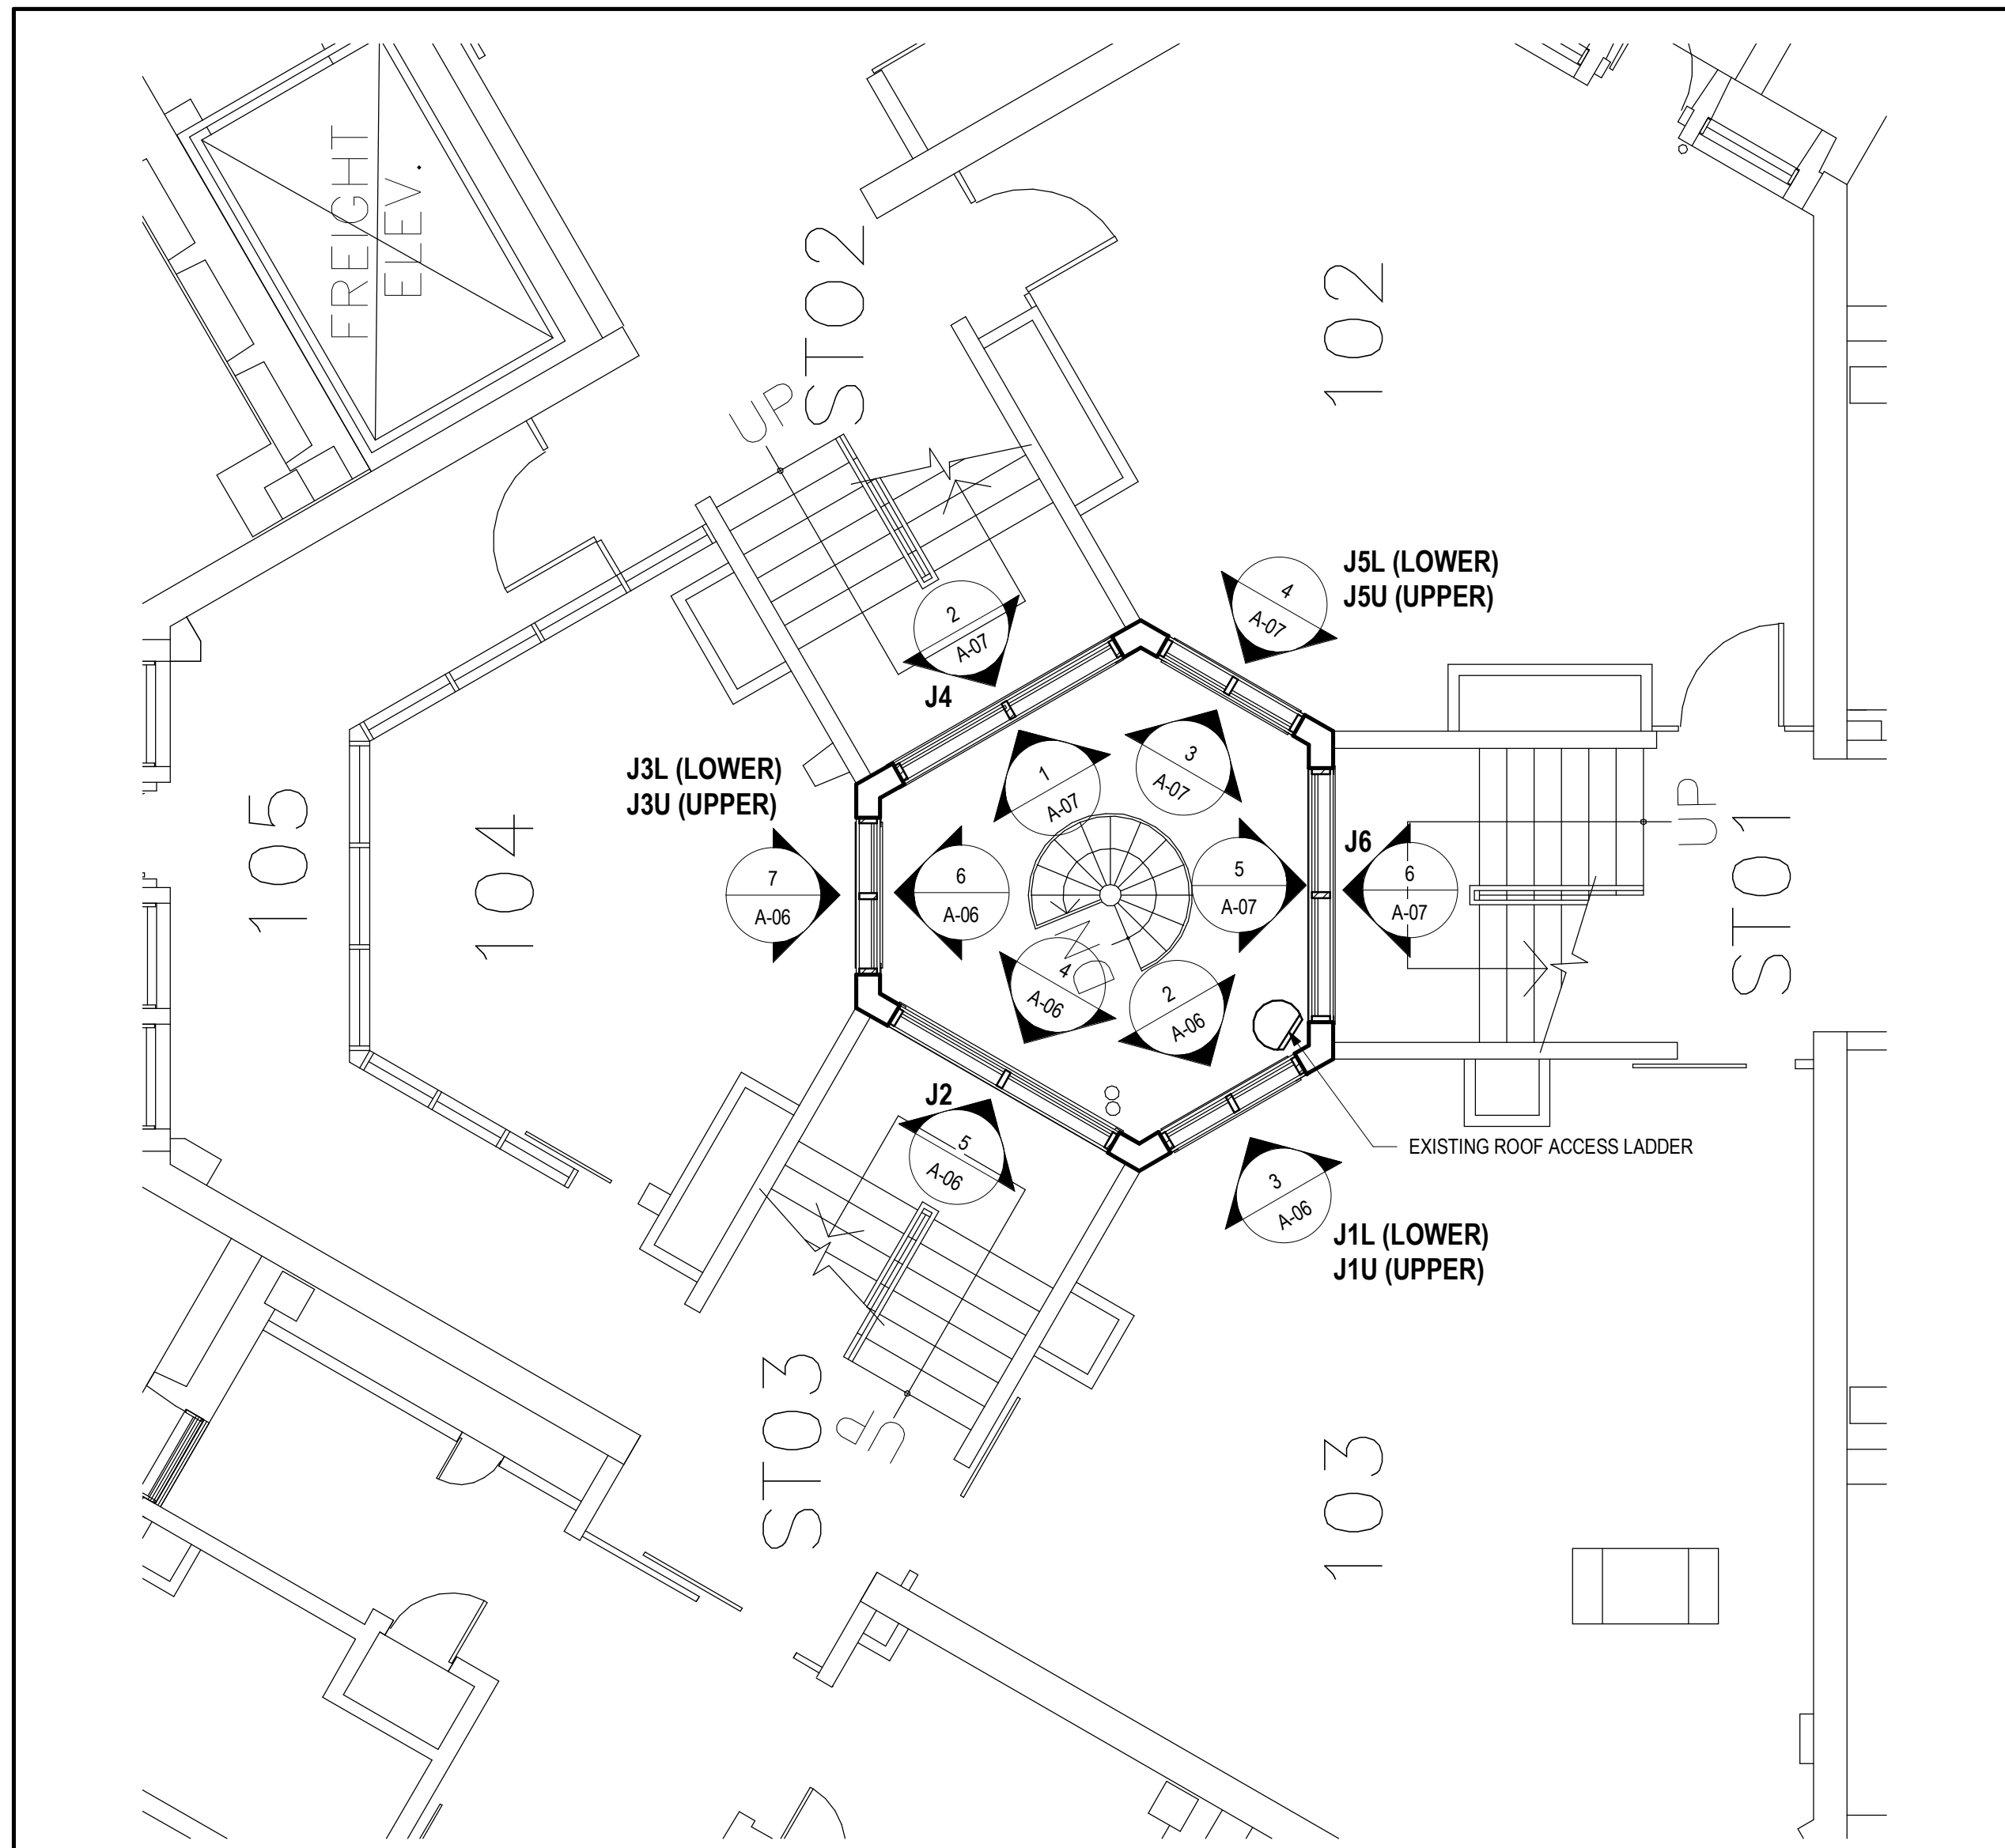 FREIGHT
ELEV.
ST02
102
UP
J5L (LOWER)
J5U (UPPER)
4
A-07
2
A-07
J4
J3L (LOWER)
J3U (UPPER)
1
A-07
3
A-07
105
104
7
A-06
6
A-06
5
A-07
J6
6
A-07
UP
ST01
DN
4
A-06
2
A-06
J2
5
A-06
EXISTING ROOF ACCESS LADDER
3
A-06
J1L (LOWER)
J1U (UPPER)
UP
ST03
103